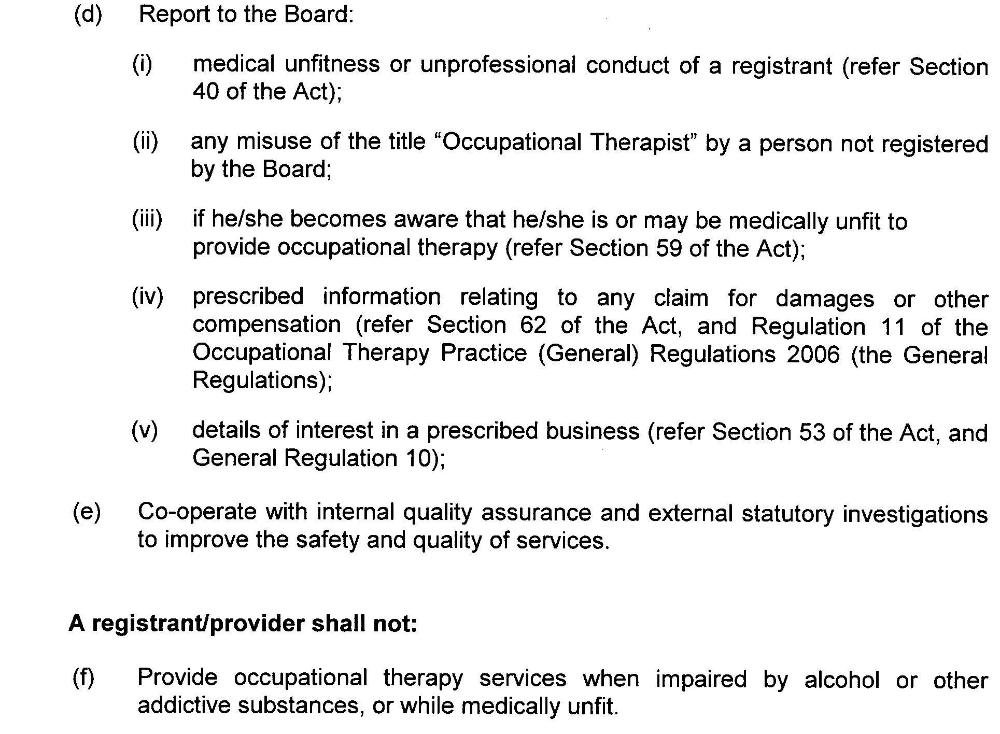 (d) Report to the Board:
(i) medical unfitness or unprofessional conduct of a registrant (refer Section
40 of the Act);
(ii) any misuse of the title “Occupational Therapist” by a person not registered
by the Board;
(iii) if he/she becomes aware that he/she is or may be medically unfit to
provide occupational therapy (refer Section 59 of the Act);
(iv) prescribed information relating to any claim for damages or other
compensation (refer Section 62 of the Act, and Regulation 11 of the
Occupational Therapy Practice (General) Regulations 2006 (the General
Regulations);
(v) details of interest in a prescribed business (refer Section 53 of the Act, and
General Regulation 10);
(e) Co-operate with internal quality assurance and external statutory investigations
to improve the safety and quality of services.
A registrant/provider shall not:
(f) Provide occupational therapy services when impaired by alcohol or other
addictive substances, or while medically unfit.